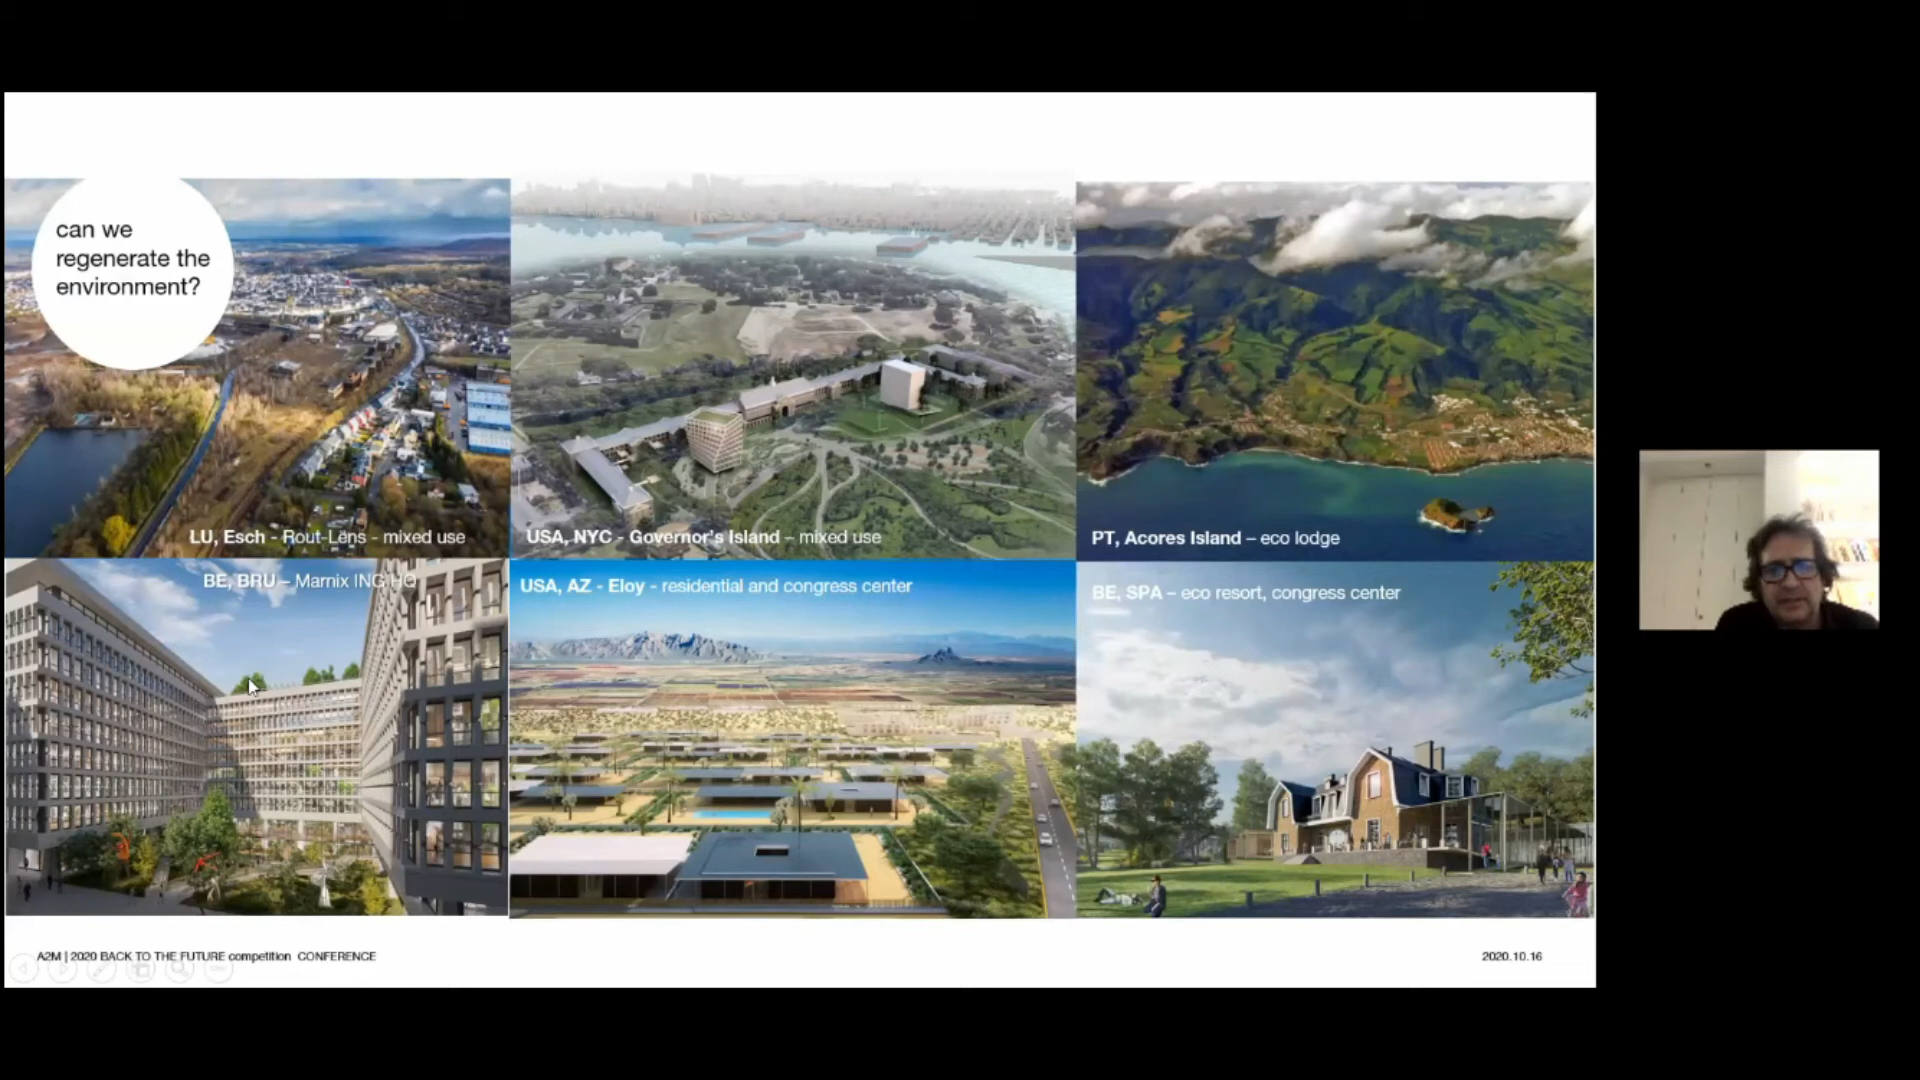 can we
regenerate the
environment?
LU, Esch - Rout-Lëns - mixed use
USA, NYC - Governor's Island – mixed use
PT, Acores Island – eco lodge
BE, BRU – Marnix ING HQ
USA, AZ - Eloy - residential and congress center
BE, SPA – eco resort, congress center
A2M | 2020 BACK TO THE FUTURE competition CONFERENCE
2020.10.16